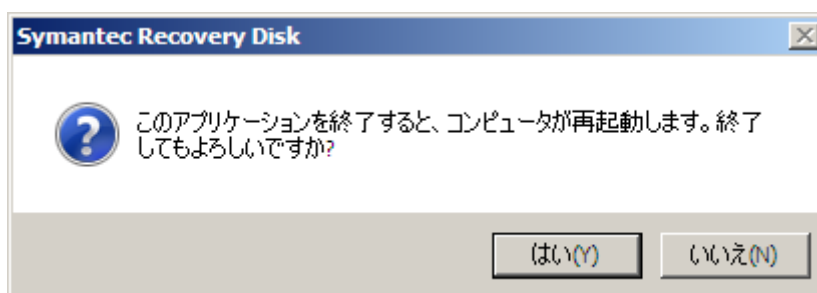 Symantec Recovery Disk
このアプリケーションを終了すると、コンピュータが再起動します。終了
してもよろしいですか?
はい(Y)
いいえ(N)